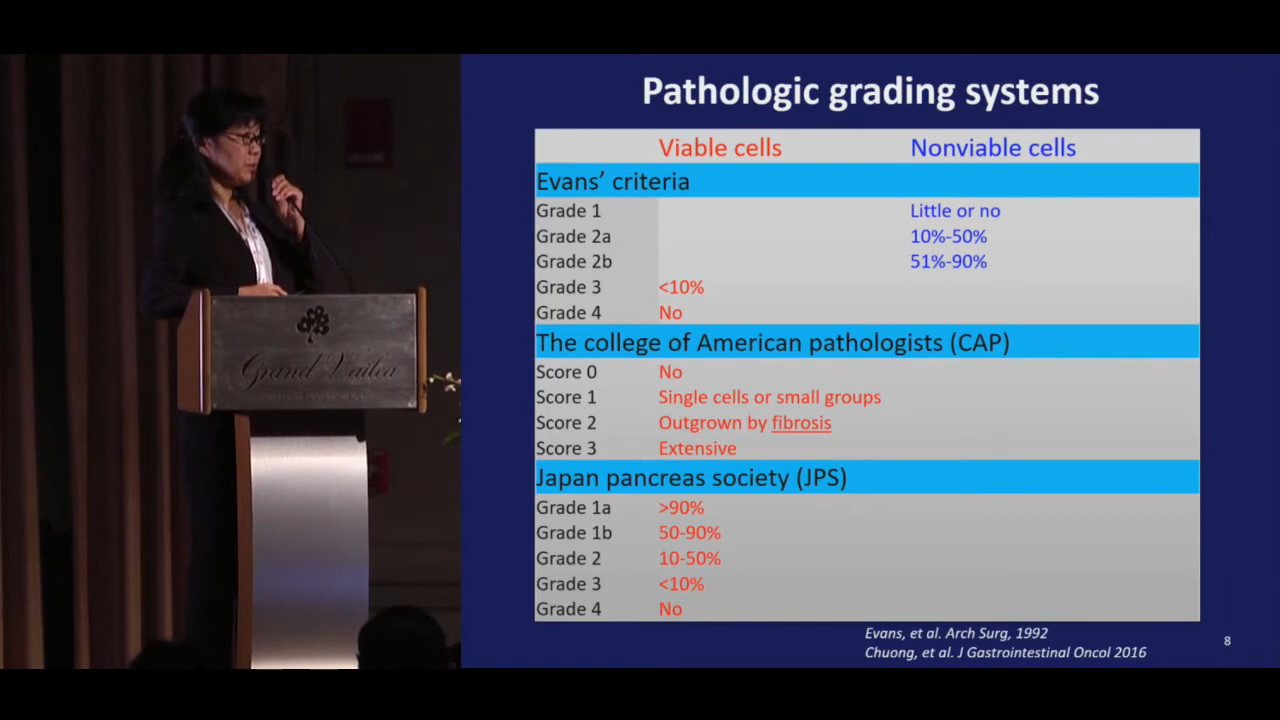 Pathologic grading systems
Viable cells Nonviable cells
Evans’ criteria
Grade 1 Little or no
Grade 2a 10%-50%
Grade 2b 51%-90%
Grade 3 <10%
Grade 4 No
The college of American pathologists (CAP)
Score 0 No
Score 1 Single cells or small groups
Score 2 Outgrown by fibrosis
Score 3 Extensive
Japan pancreas society (JPS)
Grade 1a >90%
Grade 1b 50-90%
Grade 2 10-50%
Grade 3 <10%
Grade 4 No
Evans, et al. Arch Surg, 1992
Chuong, et al. J Gastrointestinal Oncol 2016
8
Grand Wailea